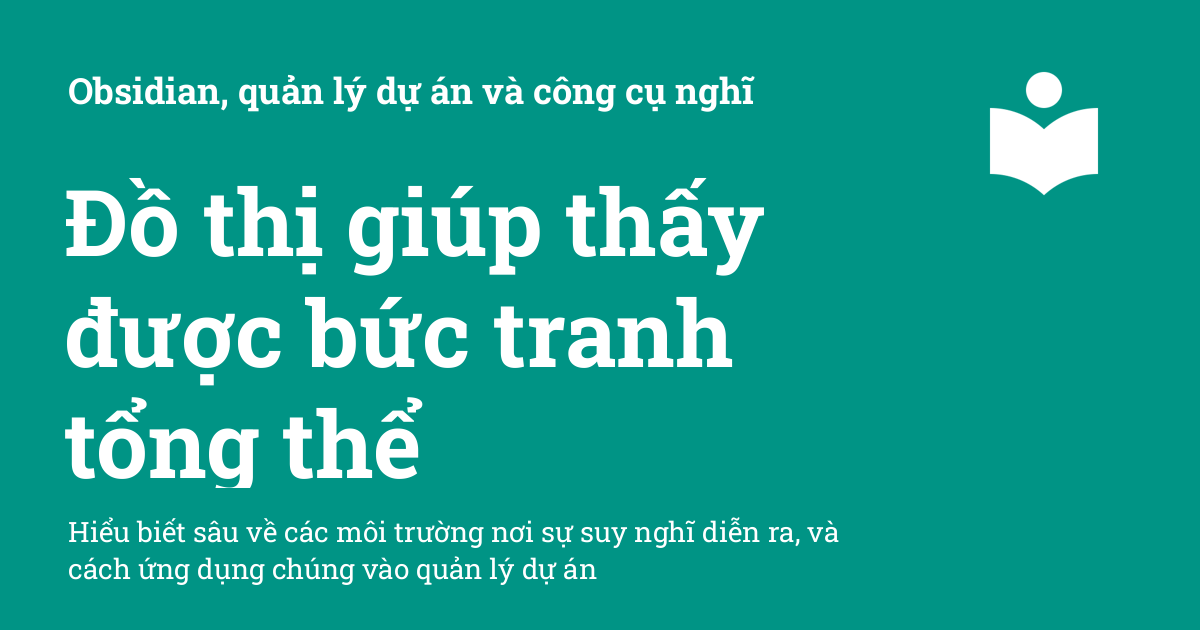 Obsidian, quản lý dự án và công cụ nghĩ
Đồ thị giúp thấy
được bức tranh
tổng thể
Hiểu biết sâu về các môi trường nơi sự suy nghĩ diễn ra, và
cách ứng dụng chúng vào quản lý dự án